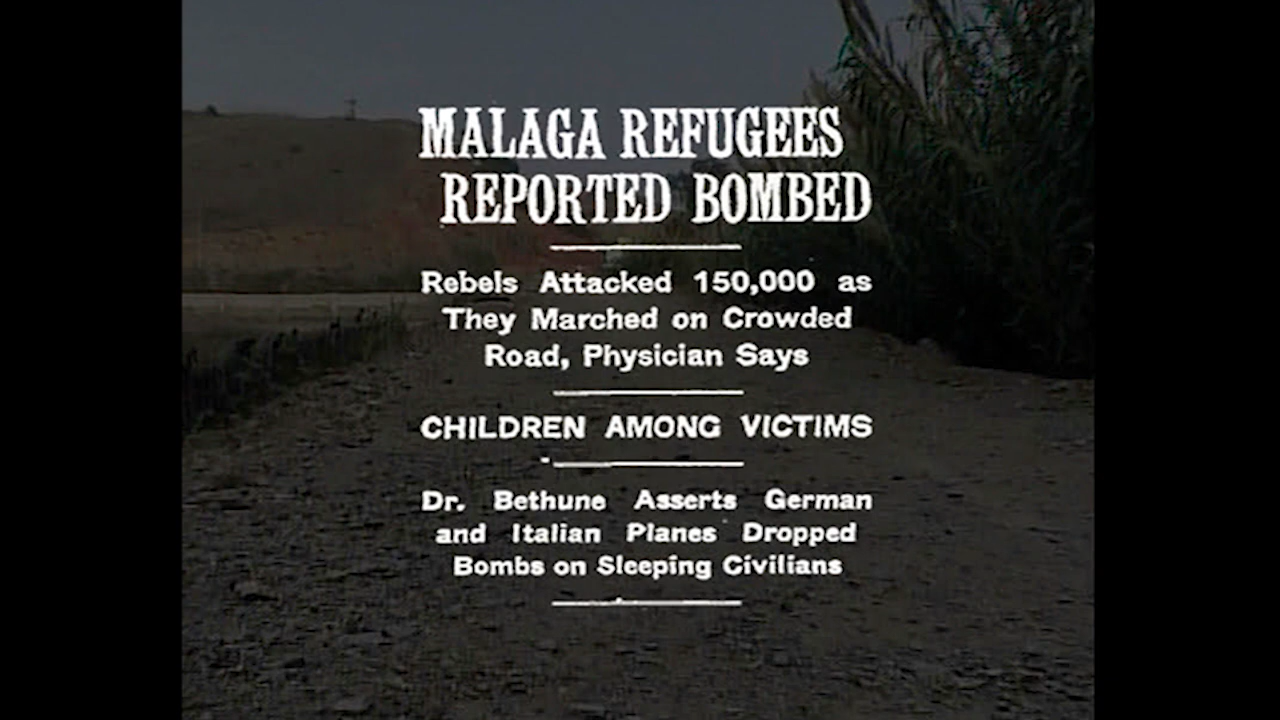 MALAGA REFUGEES
REPORTED BOMBED
Rebels Attacked 150,000 as
They Marched on Crowded
Road, Physician Says
CHILDREN AMONG VICTIMS
Dr. Bethune Asserts German
and Italian Planes Dropped
Bombs on Sleeping Civilians